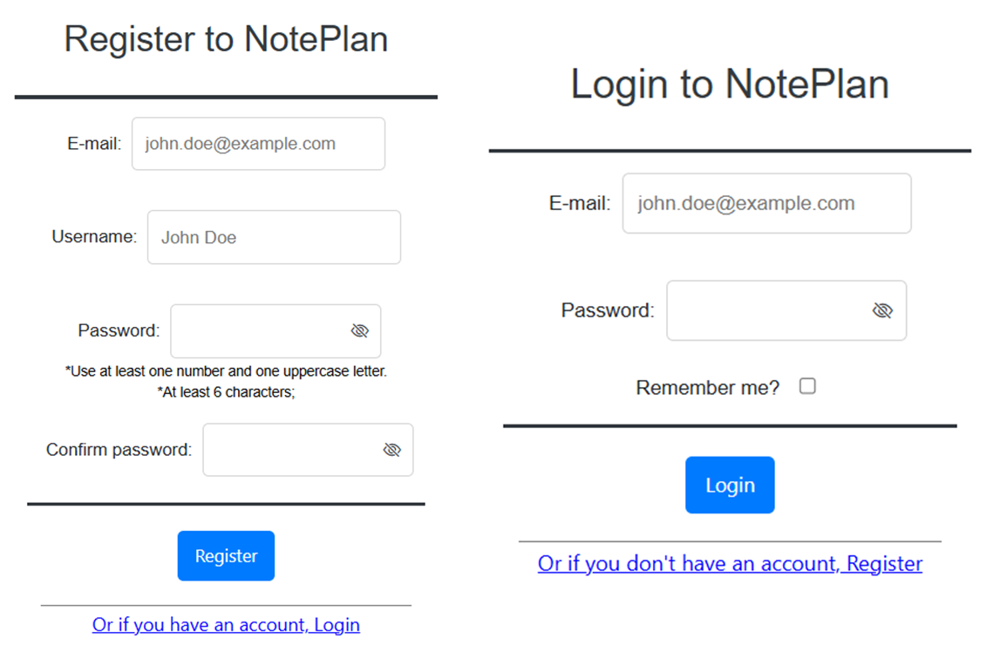 Register to NotePlan
E-mail: john.doe@example.com
Username: John Doe
Password:
*Use at least one number and one uppercase letter.
*At least 6 characters;
Confirm password:
Register
Or if you have an account, Login
Login to NotePlan
E-mail: john.doe@example.com
Password:
Remember me?
Login
Or if you don't have an account, Register